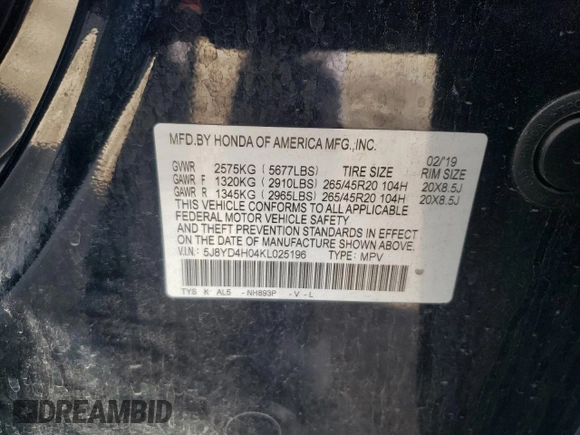 MFD.BY HONDA OF AMERICA MFG.,INC.
02/'19
GVWR 2575KG (5677LBS) TIRE SIZE RIM SIZE
GAWR F 1320KG (2910LBS) 265/45R20 104H 20X8.5J
GAWR R 1345KG (2965LBS) 265/45R20 104H 20X8.5J
THIS VEHICLE CONFORMS TO ALL APPLICABLE
FEDERAL MOTOR VEHICLE SAFETY
AND THEFT PREVENTION STANDARDS IN EFFECT ON
THE DATE OF MANUFACTURE SHOWN ABOVE.
V.I.N.: 5J8YD4H04KL025196 TYPE: MPV
TYS K AL5 -NH893P -V -L
DREAMBID